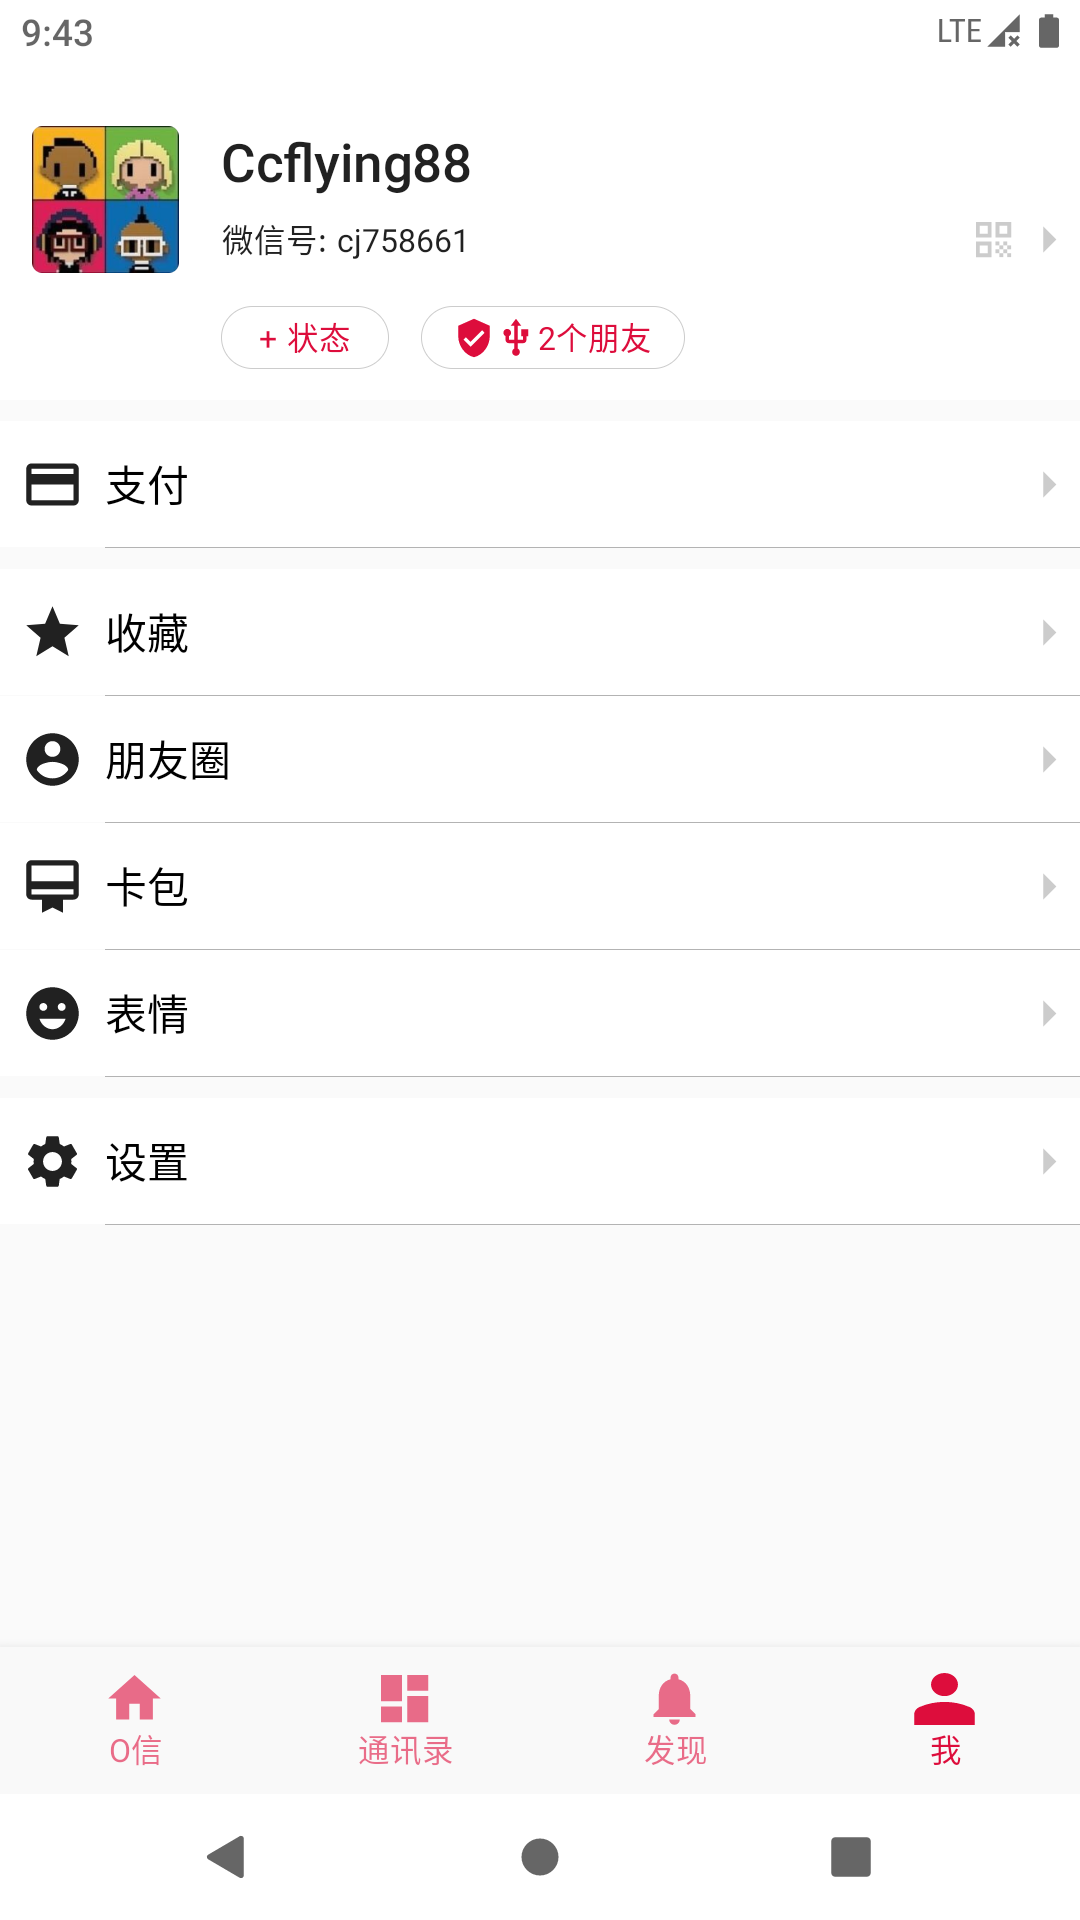 9:43
LTE
Ccflying88
微信号: cj758661
+ 状态
2个朋友
支付
收藏
朋友圈
卡包
表情
设置
O信
通讯录
发现
我